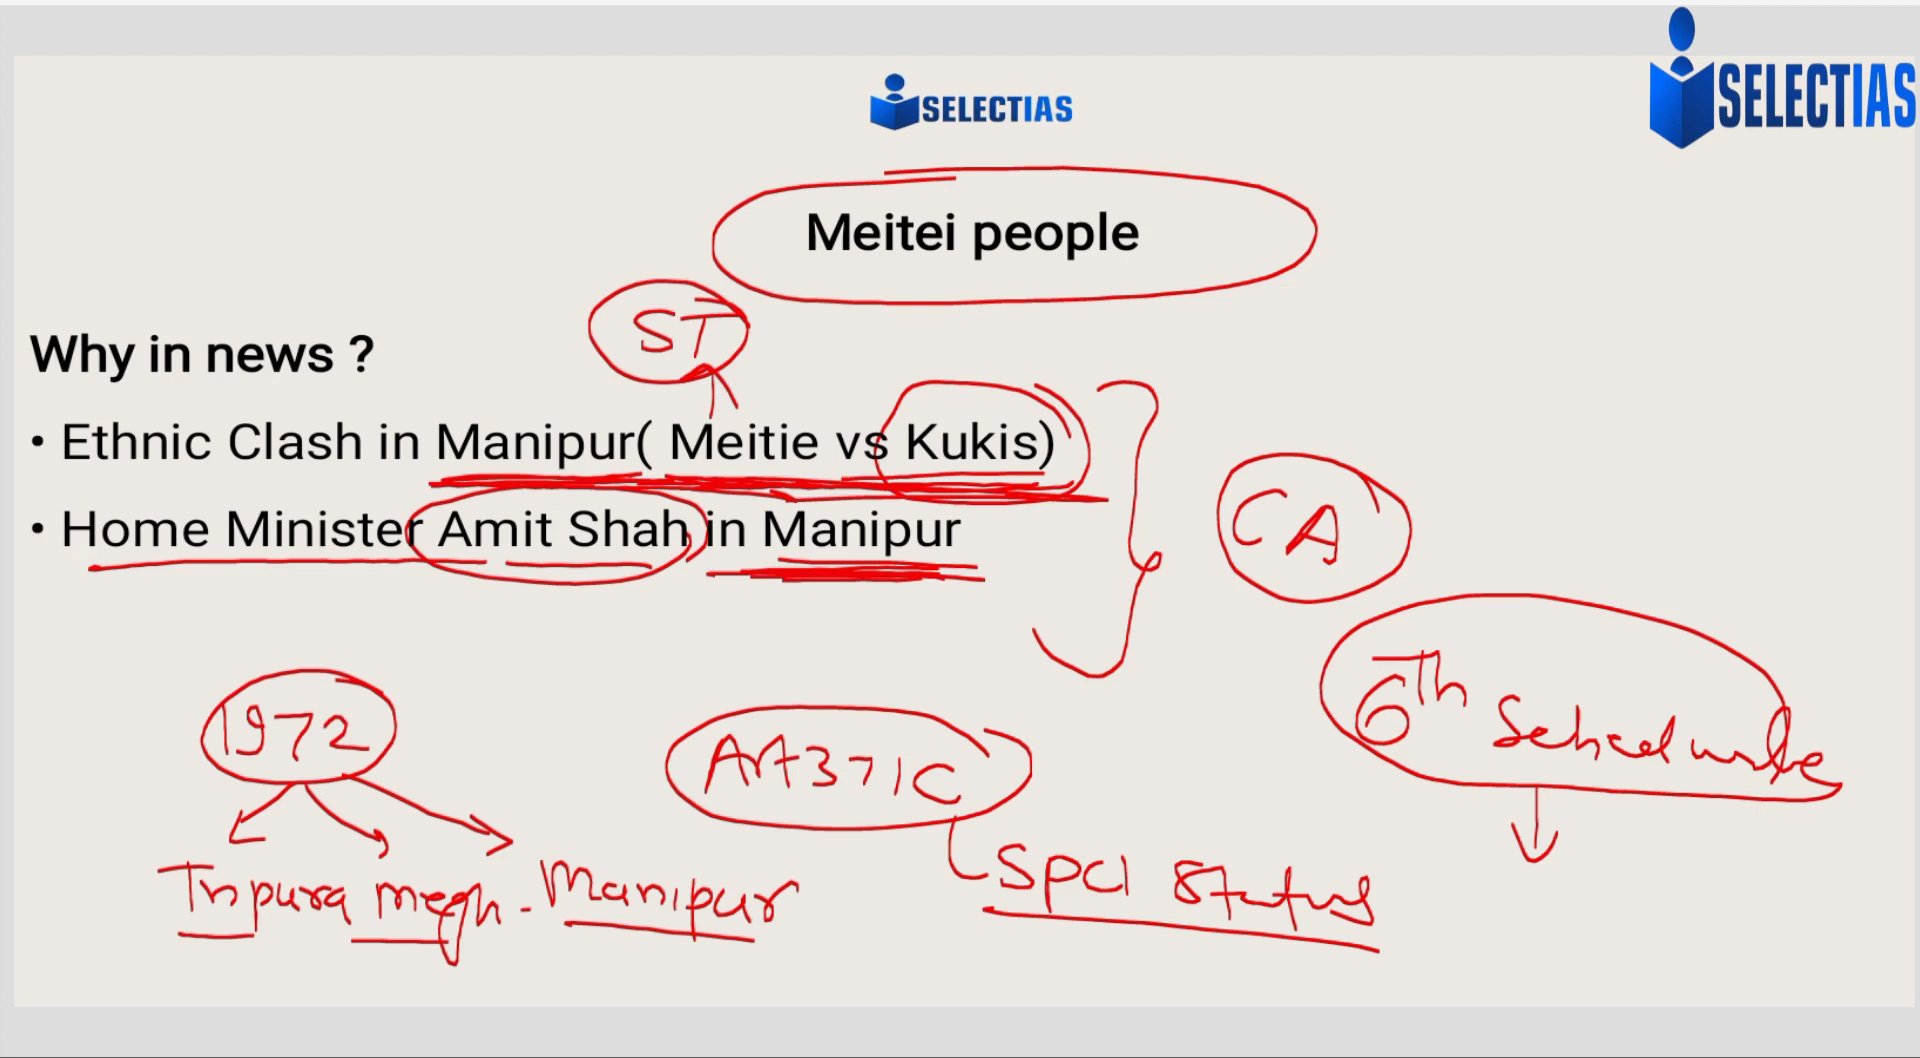 SELECTIAS
SELECTIAS
Meitei people
ST
Why in news ?
• Ethnic Clash in Manipur( Meitie vs Kukis)
CA
• Home Minister Amit Shah in Manipur
6th Schedule
1972
Art 371C
Tripura megh - Manipur
SPCl Status